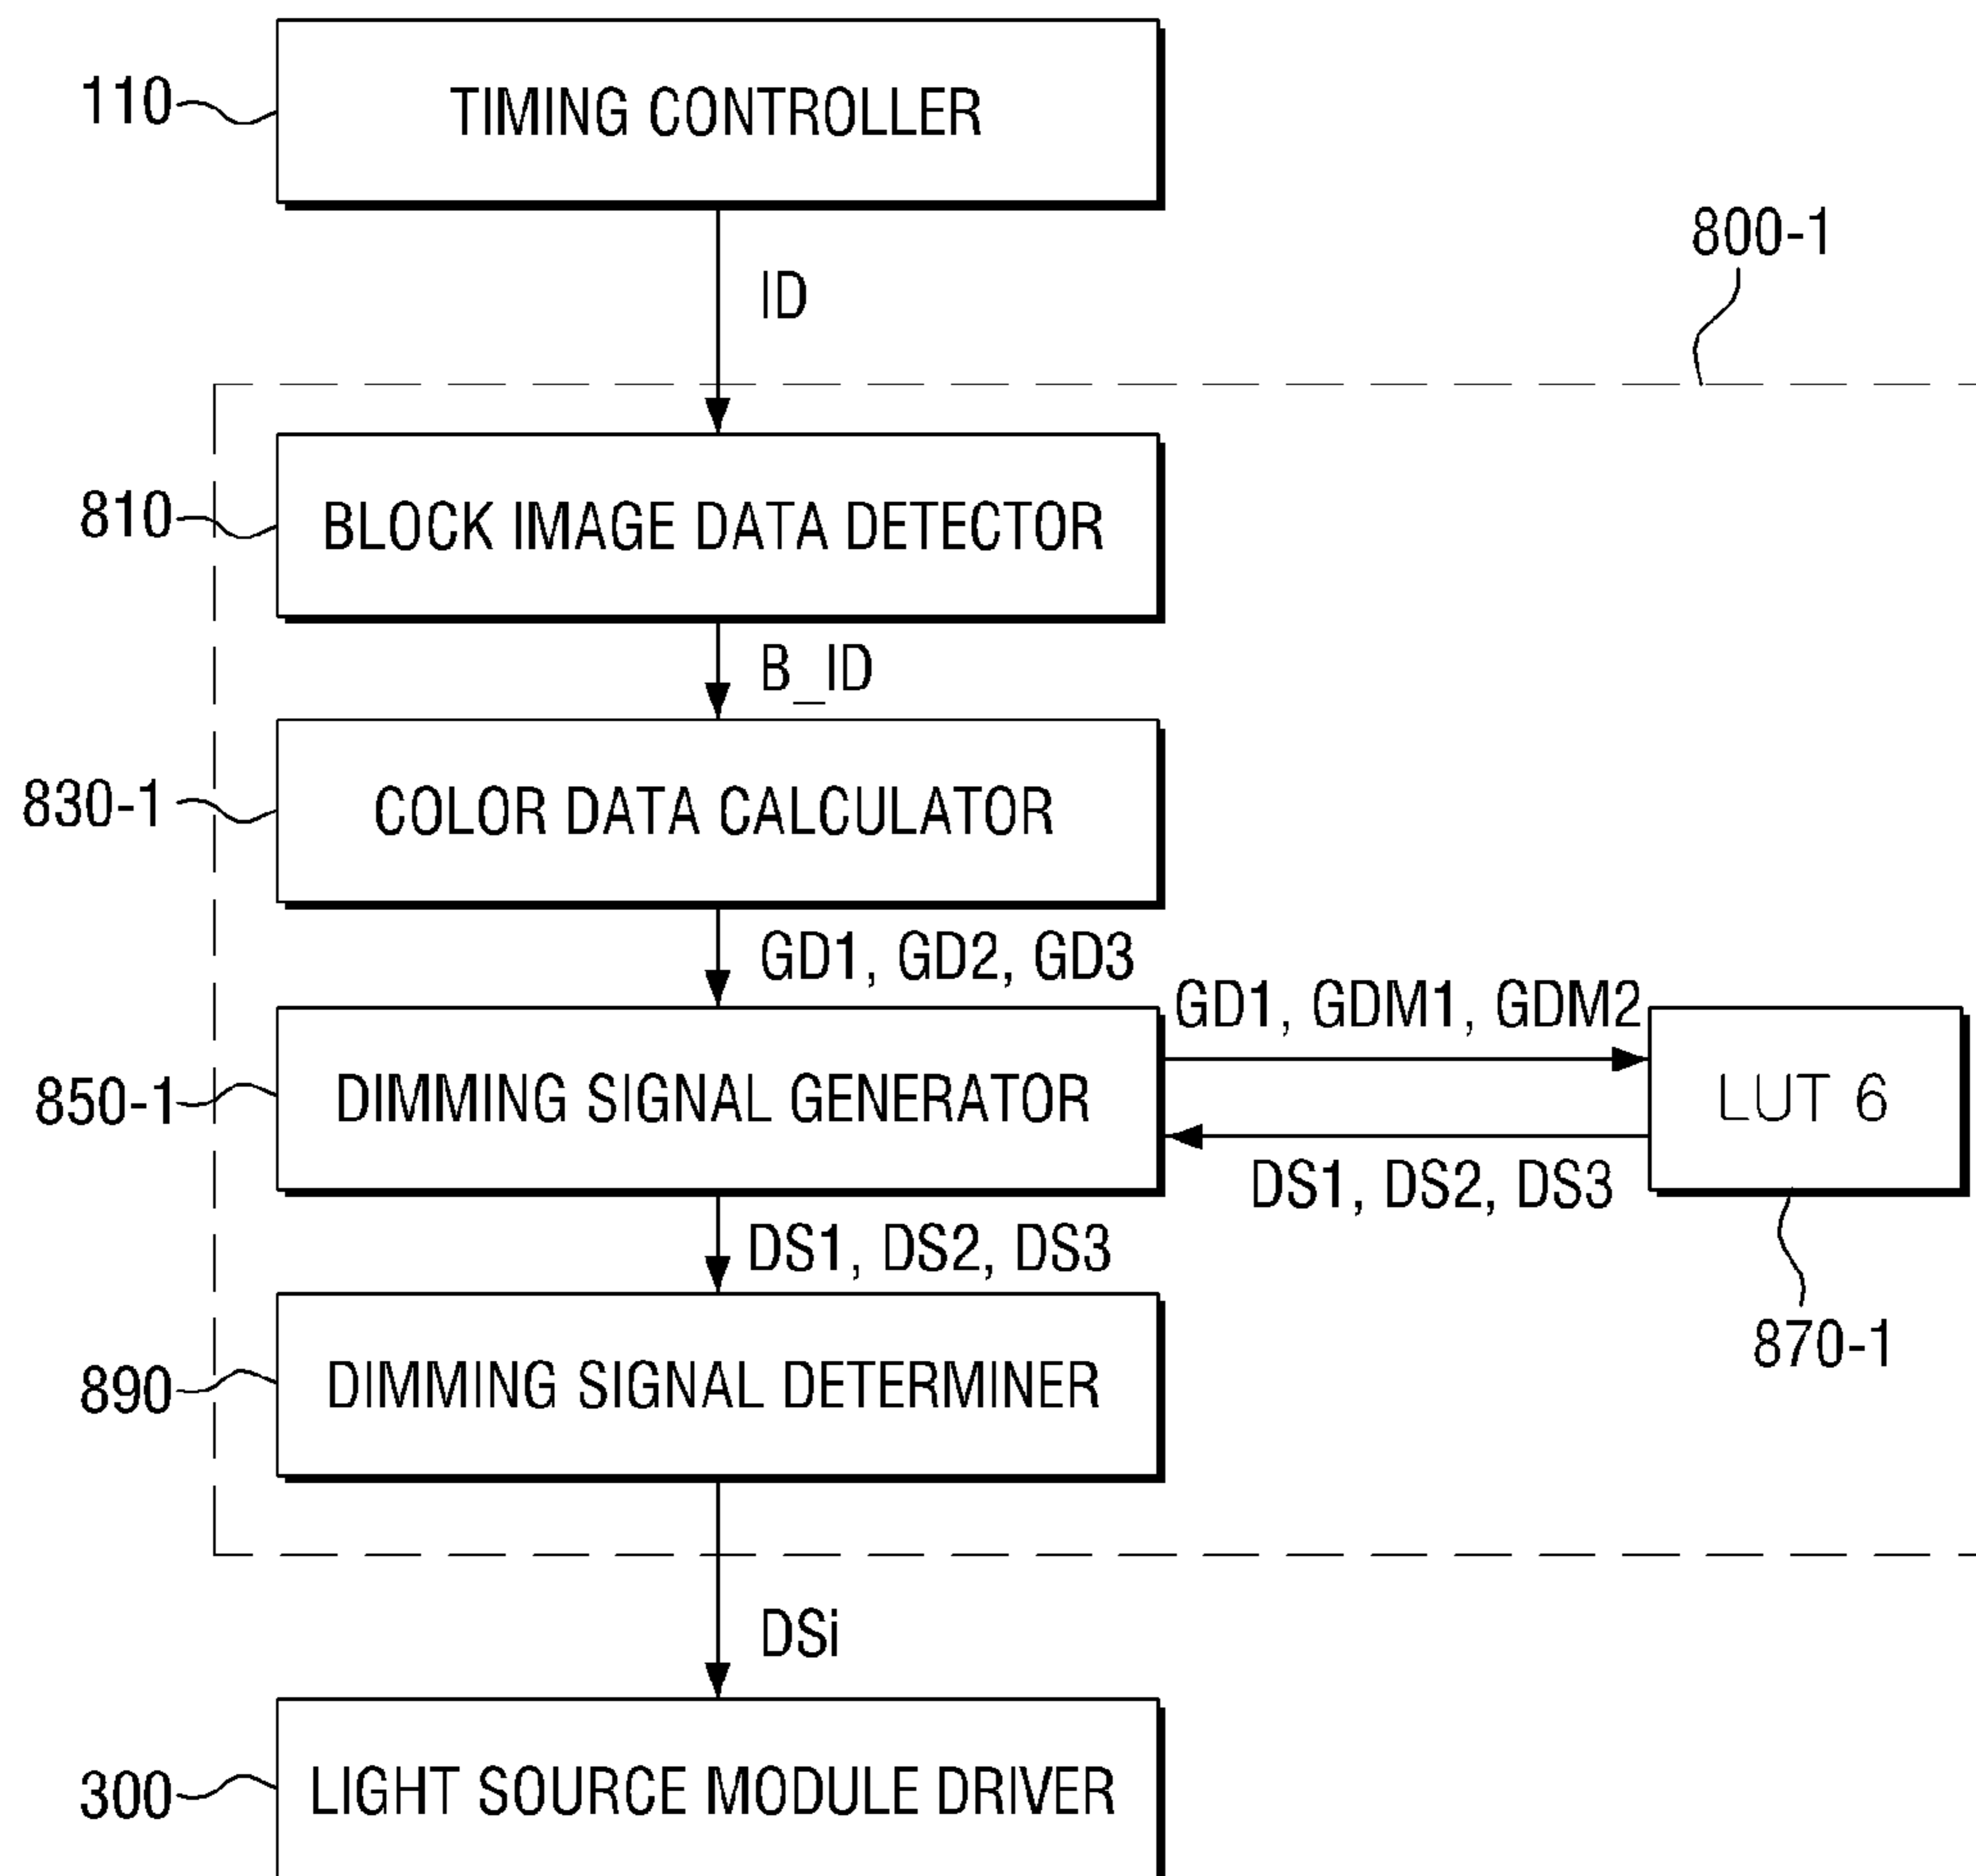 110
TIMING CONTROLLER
ID
800-1
810
BLOCK IMAGE DATA DETECTOR
B_ID
830-1
COLOR DATA CALCULATOR
GD1, GD2, GD3
GD1, GDM1, GDM2
850-1
DIMMING SIGNAL GENERATOR
LUT 6
DS1, DS2, DS3
DS1, DS2, DS3
870-1
890
DIMMING SIGNAL DETERMINER
DSi
300
LIGHT SOURCE MODULE DRIVER